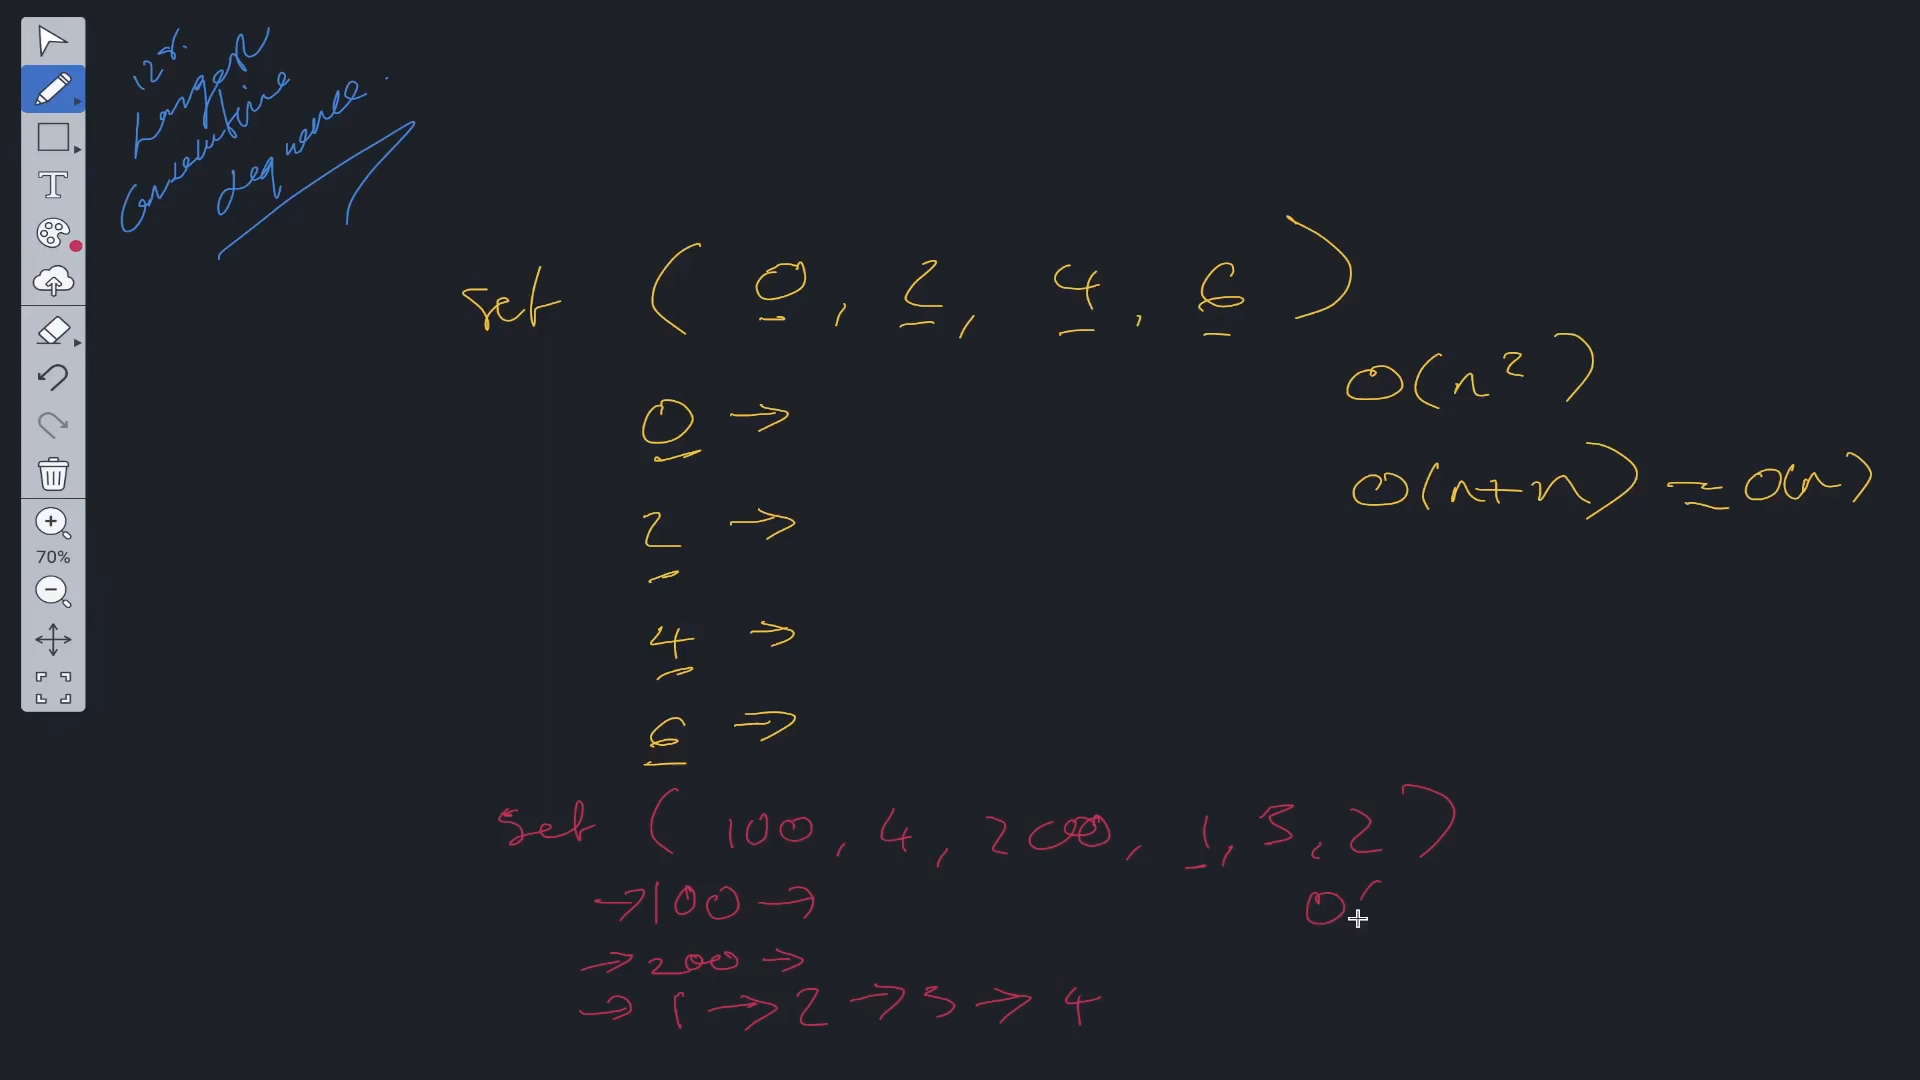 128.
Longest
Consecutive
Sequence.
set ( 0, 2, 4, 6 )
O(n²)
0 →
O(n+n) = O(n)
2 →
4 →
6 →
set ( 100, 4, 200, 1, 3, 2 )
→ 100 →
O(
→ 200 →
→ 1 → 2 → 3 → 4
T
70%